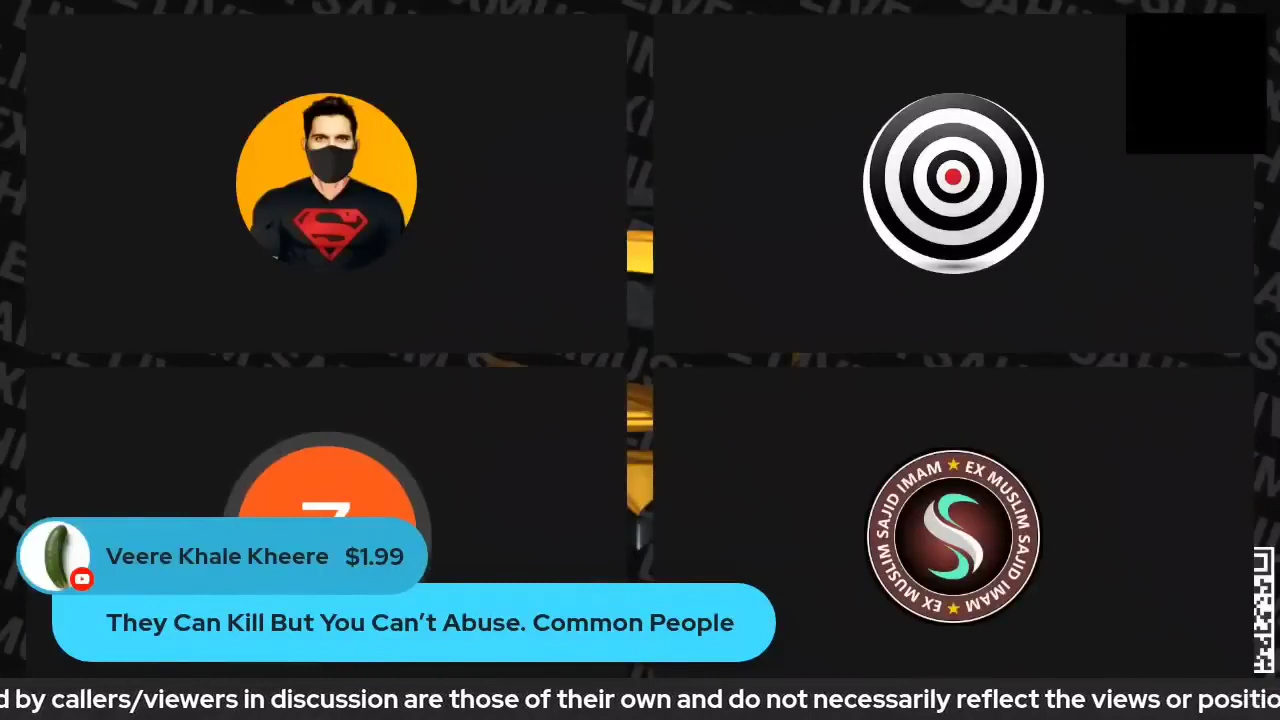 EX MUSLIM SAJID IMAM ★ EX MUSLIM SAJID IMAM ★
Veere Khale Kheere $1.99
They Can Kill But You Can’t Abuse. Common People
by callers/viewers in discussion are those of their own and do not necessarily reflect the views or